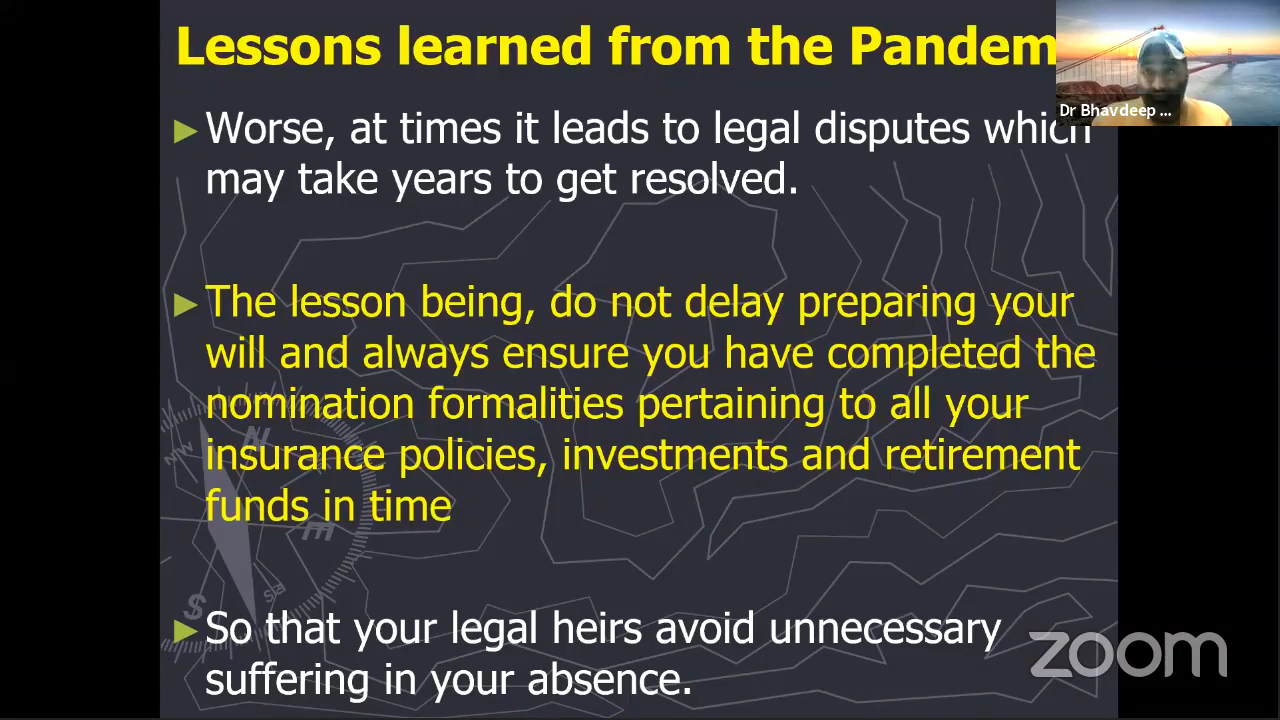 Lessons learned from the Pandem
Dr Bhavdeep ...
► Worse, at times it leads to legal disputes which
may take years to get resolved.
► The lesson being, do not delay preparing your
will and always ensure you have completed the
nomination formalities pertaining to all your
insurance policies, investments and retirement
funds in time
► So that your legal heirs avoid unnecessary
suffering in your absence.
zoom
N
NW
E
SE
S